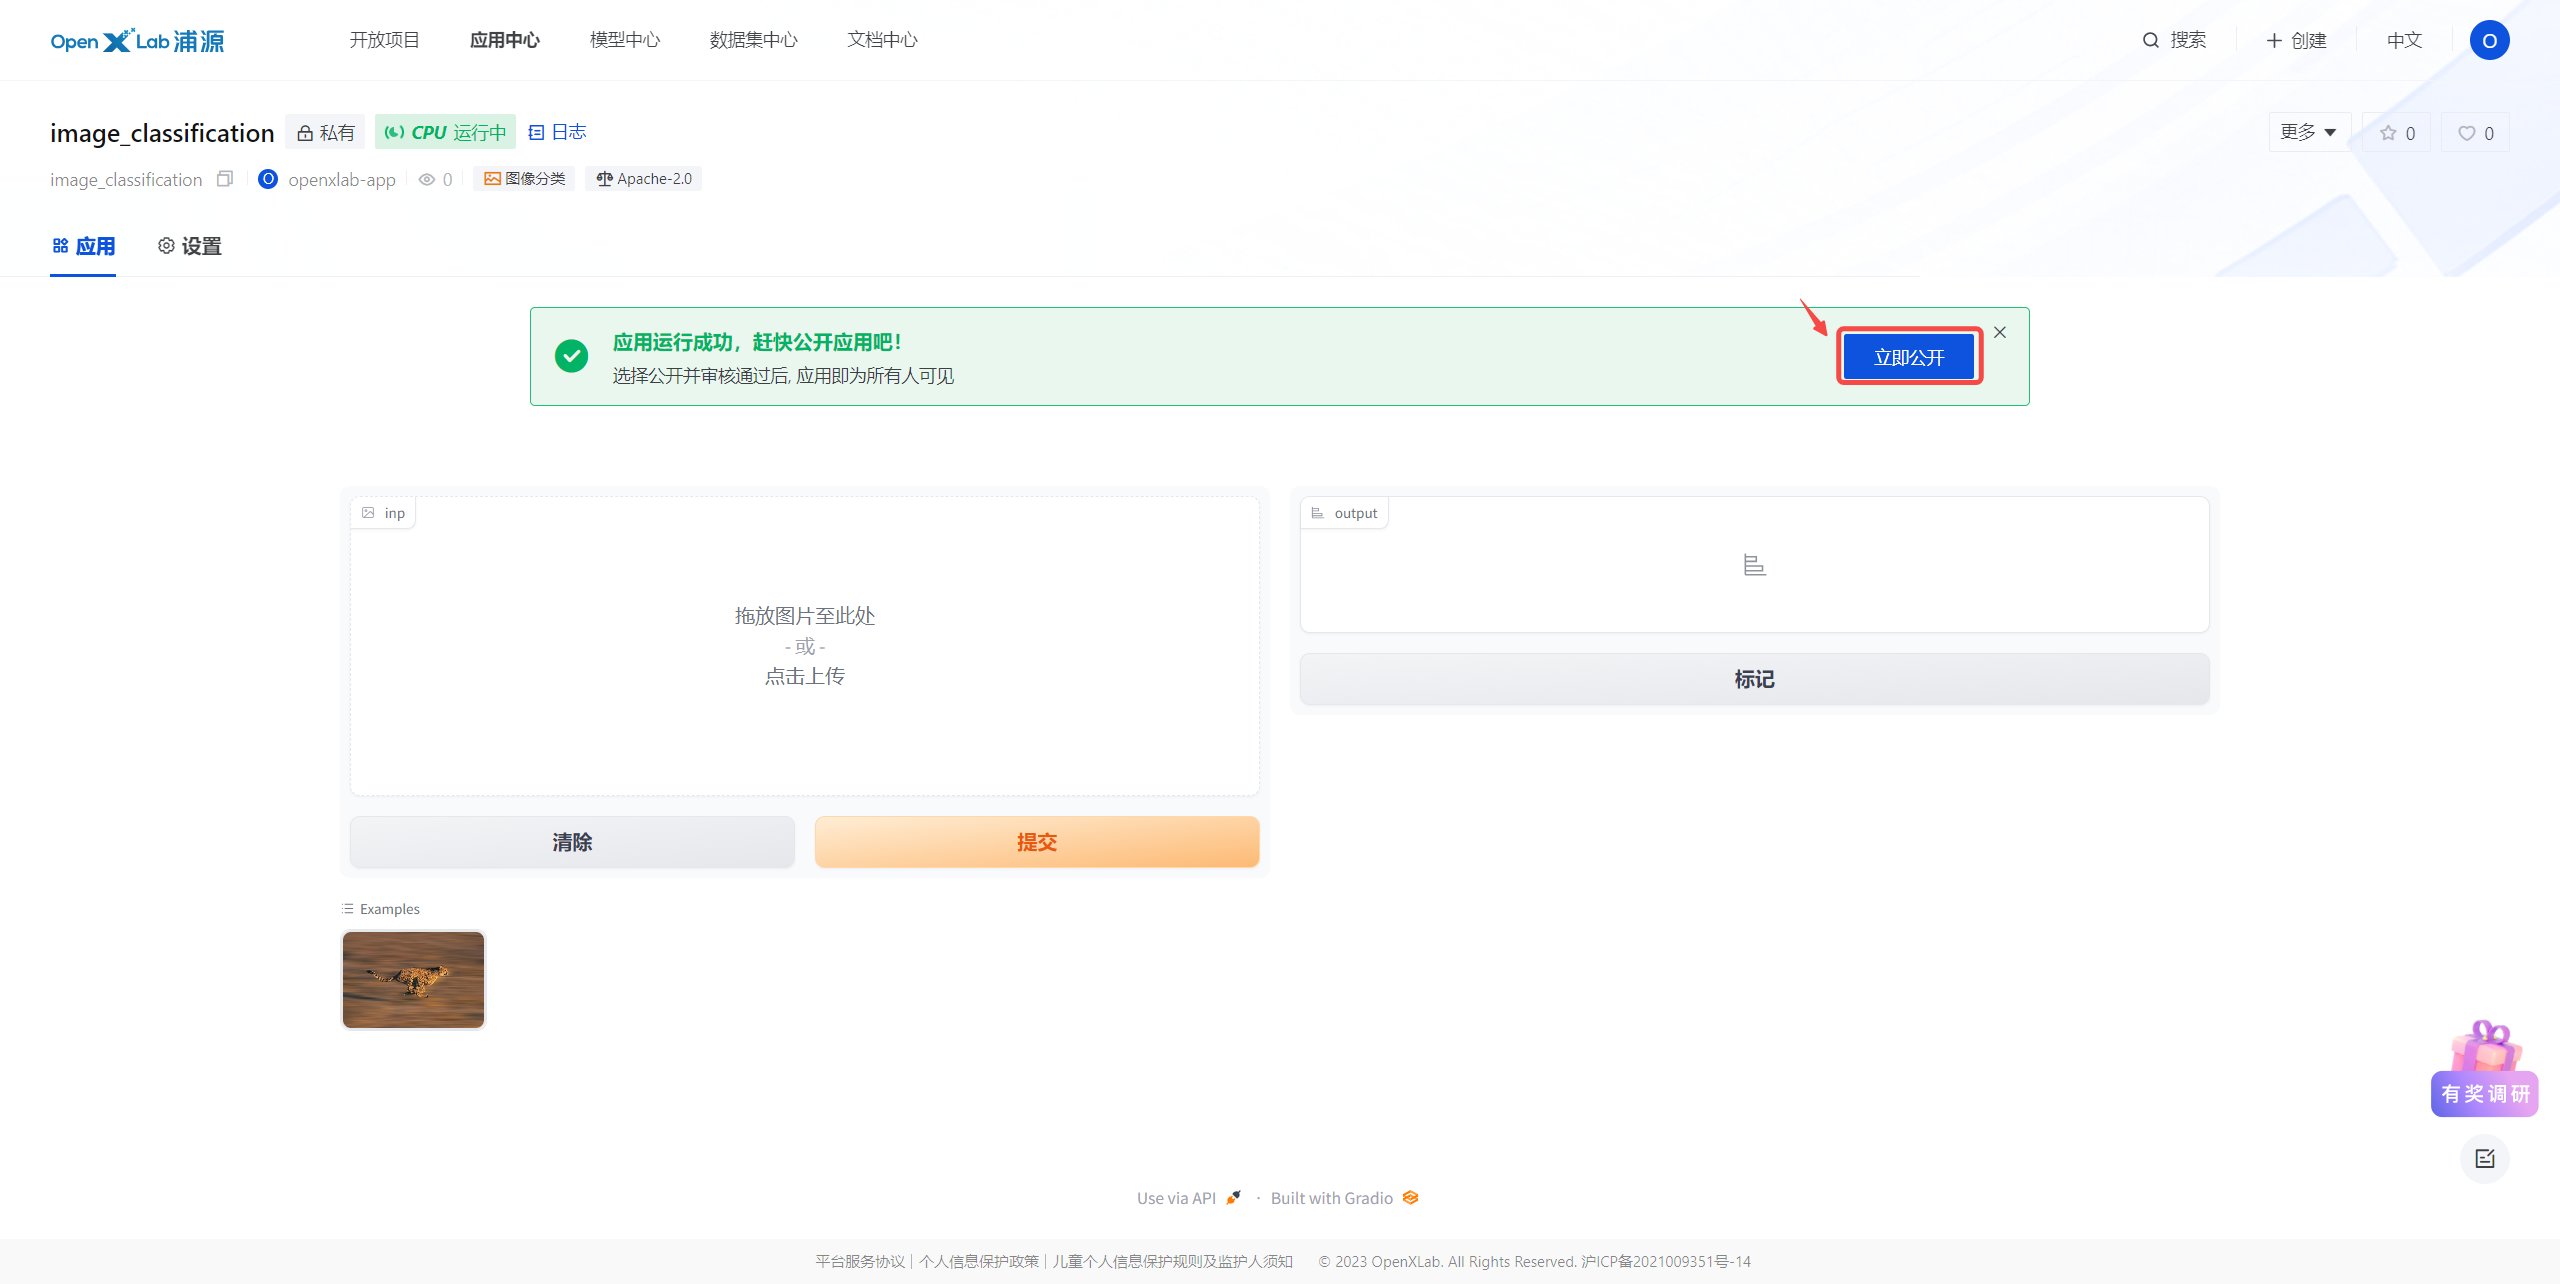 OpenXLab 浦源
开放项目
应用中心
模型中心
数据集中心
文档中心
搜索
创建
中文
O
image_classification
私有
CPU 运行中
日志
更多
0
0
image_classification
O
openxlab-app
0
图像分类
Apache-2.0
应用
设置
应用运行成功，赶快公开应用吧！
选择公开并审核通过后, 应用即为所有人可见
立即公开
inp
拖放图片至此处
- 或 -
点击上传
清除
提交
output
标记
Examples
有奖调研
Use via API · Built with Gradio
平台服务协议 | 个人信息保护政策 | 儿童个人信息保护规则及监护人须知 © 2023 OpenXLab. All Rights Reserved. 沪ICP备2021009351号-14